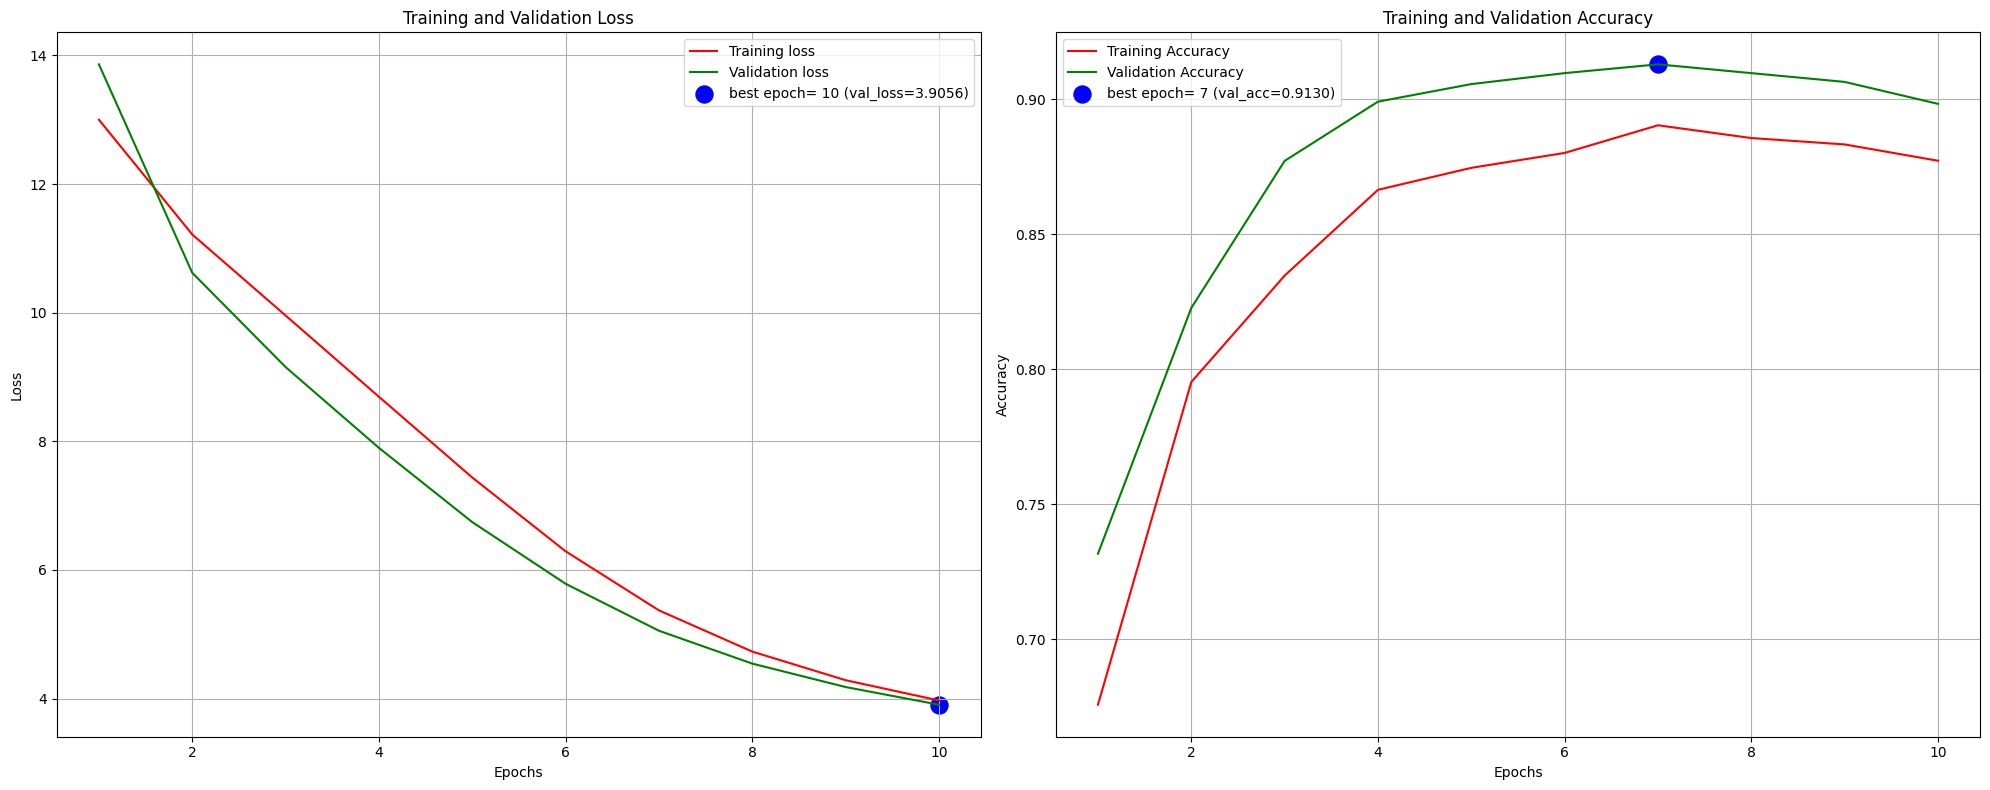 Training and Validation Loss
14
12
10
8
6
4
Loss
2
4
6
8
10
Epochs
Training loss
Validation loss
best epoch= 10 (val_loss=3.9056)
Training and Validation Accuracy
0.90
0.85
0.80
0.75
0.70
Accuracy
2
4
6
8
10
Epochs
Training Accuracy
Validation Accuracy
best epoch= 7 (val_acc=0.9130)